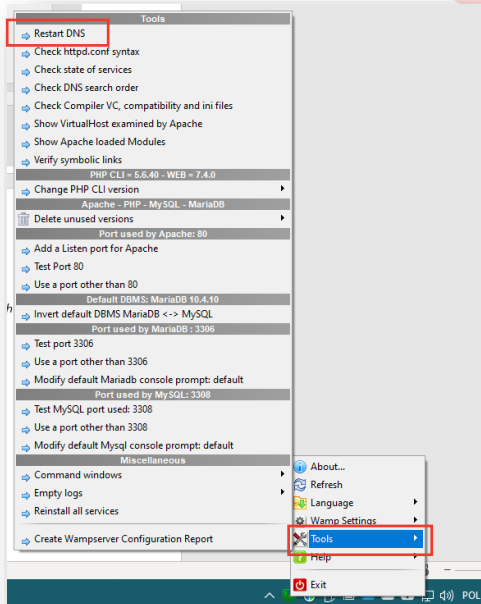 Tools
Restart DNS
Check httpd.conf syntax
Check state of services
Check DNS search order
Check Compiler VC, compatibility and ini files
Show VirtualHost examined by Apache
Show Apache loaded Modules
Verify symbolic links
PHP CLI = 5.6.40 - WEB = 7.4.0
Change PHP CLI version
Apache - PHP - MySQL - MariaDB
Delete unused versions
Port used by Apache: 80
Add a Listen port for Apache
Test Port 80
Use a port other than 80
Default DBMS: MariaDB 10.4.10
Invert default DBMS MariaDB <-> MySQL
Port used by MariaDB : 3306
Test port 3306
Use a port other than 3306
Modify default Mariadb console prompt: default
Port used by MySQL: 3308
Test MySQL port used: 3308
Use a port other than 3308
Modify default Mysql console prompt: default
Miscellaneous
Command windows
Empty logs
Reinstall all services
Create Wampserver Configuration Report
About...
Refresh
Language
Wamp Settings
Tools
Help
Exit
h
POL